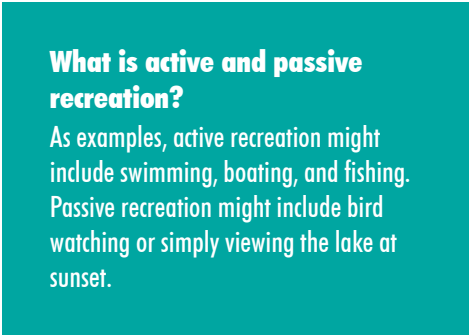 What is active and passive
recreation?
As examples, active recreation might
include swimming, boating, and fishing.
Passive recreation might include bird
watching or simply viewing the lake at
sunset.